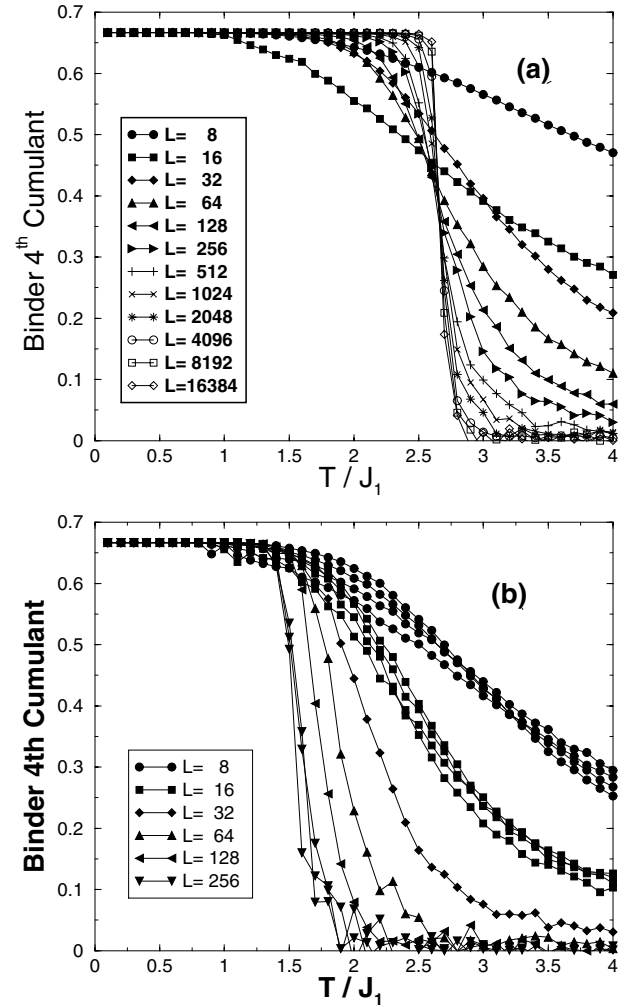 0.7
0.6
0.5
0.4
0.3
0.2
0.1
0
Binder 4th Cumulant
(a)
L= 8
L= 16
L= 32
L= 64
L= 128
L= 256
L= 512
L= 1024
L= 2048
L= 4096
L= 8192
L=16384
0 0.5 1 1.5 2 2.5 3 3.5 4
T / J1
0.7
0.6
0.5
0.4
0.3
0.2
0.1
0
Binder 4th Cumulant
(b)
L= 8
L= 16
L= 32
L= 64
L= 128
L= 256
0 0.5 1 1.5 2 2.5 3 3.5 4
T / J1